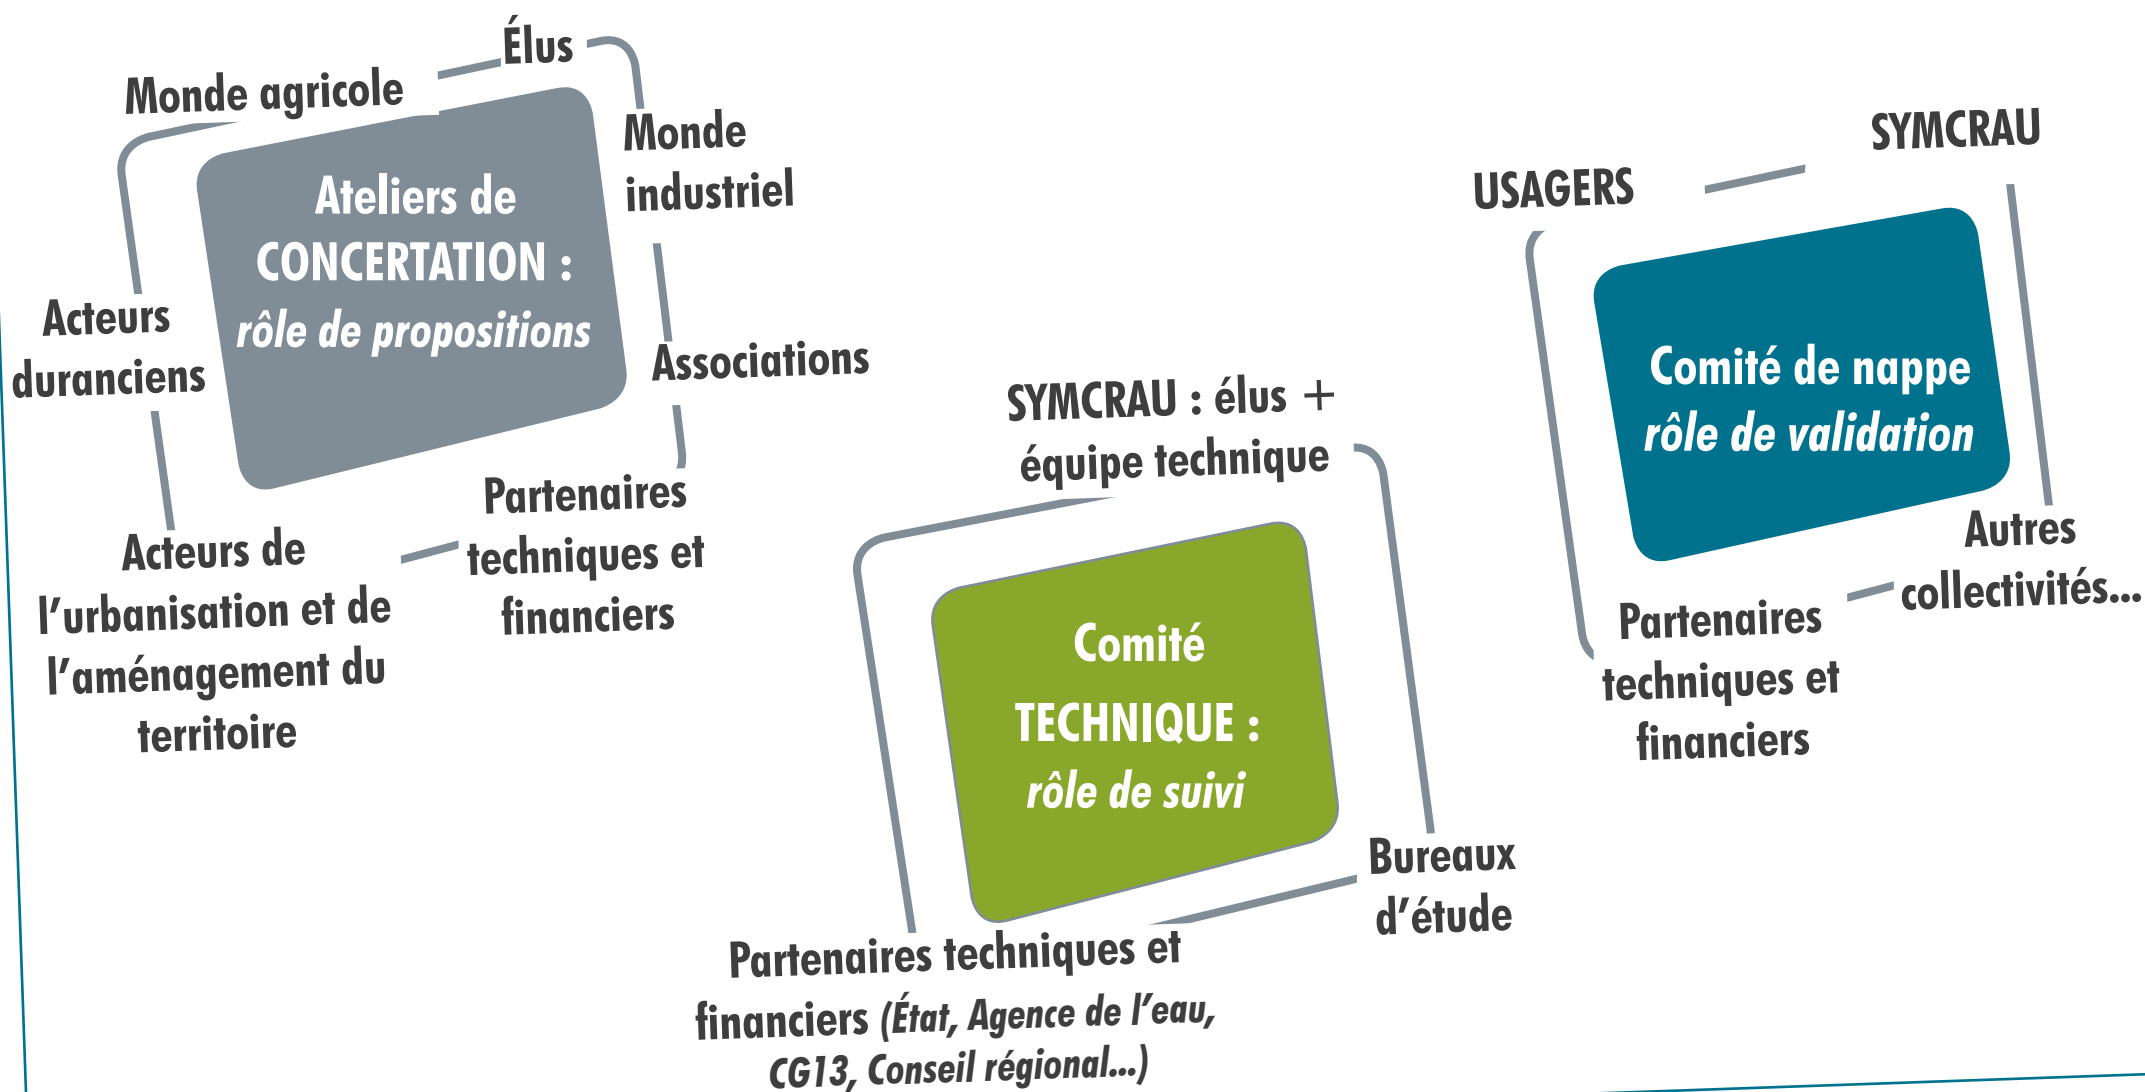 Élus
Monde agricole
Monde
industriel
Ateliers de
CONCERTATION :
rôle de propositions
Acteurs
duranciens
Associations
Partenaires
techniques et
financiers
Acteurs de
l’urbanisation et de
l’aménagement du
territoire
SYMCRAU : élus +
équipe technique
Comité
TECHNIQUE :
rôle de suivi
Bureaux
d’étude
Partenaires techniques et
financiers (État, Agence de l’eau,
CG13, Conseil régional...)
SYMCRAU
USAGERS
Comité de nappe
rôle de validation
Autres
collectivités...
Partenaires
techniques et
financiers